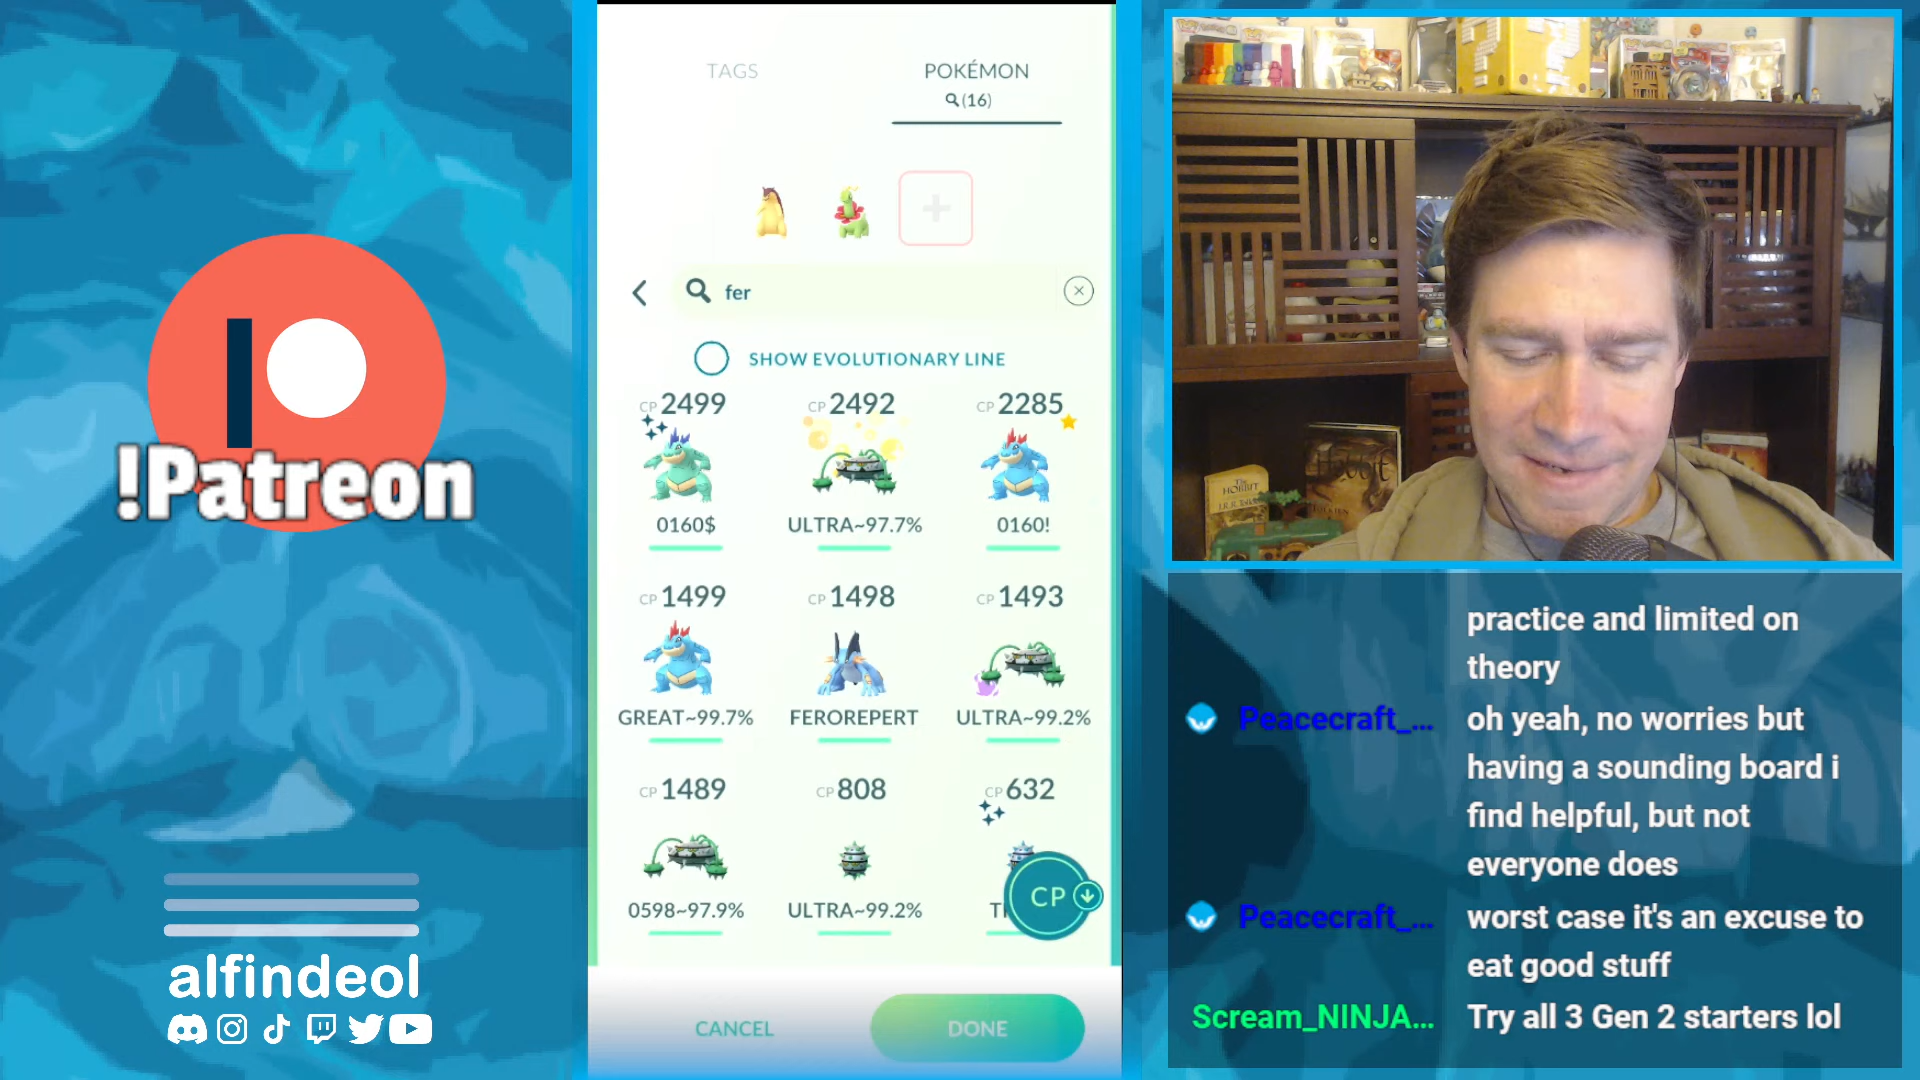 TAGS
POKÉMON
(16)
fer
SHOW EVOLUTIONARY LINE
CP 2499
CP 2492
CP 2285
0160$
ULTRA~97.7%
0160!
CP 1499
CP 1498
CP 1493
GREAT~99.7%
FEROREPERT
ULTRA~99.2%
CP 1489
CP 808
CP 632
0598~97.9%
ULTRA~99.2%
CP
CANCEL
DONE
!Patreon
alfindeol
The
HOBBIT
Hobbit
practice and limited on
theory
Peacecraft_...
oh yeah, no worries but
having a sounding board i
find helpful, but not
everyone does
Peacecraft_...
worst case it's an excuse to
eat good stuff
Scream_NINJA...
Try all 3 Gen 2 starters lol